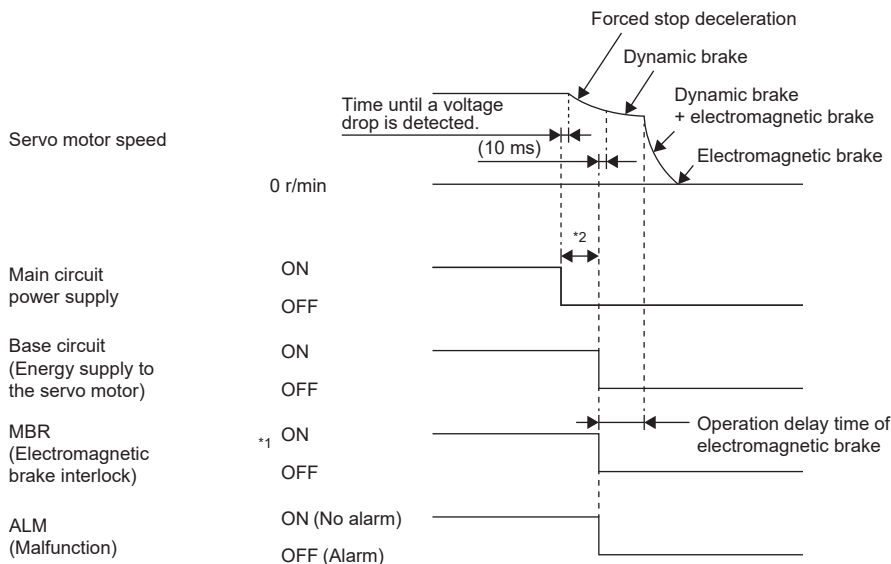 Forced stop deceleration
Dynamic brake
Time until a voltage
drop is detected.
Dynamic brake
+ electromagnetic brake
Servo motor speed
(10 ms)
Electromagnetic brake
0 r/min
*2
Main circuit
power supply
ON
OFF
Base circuit
(Energy supply to
the servo motor)
ON
OFF
MBR
(Electromagnetic
brake interlock)
*1
ON
OFF
Operation delay time of
electromagnetic brake
ALM
(Malfunction)
ON (No alarm)
OFF (Alarm)